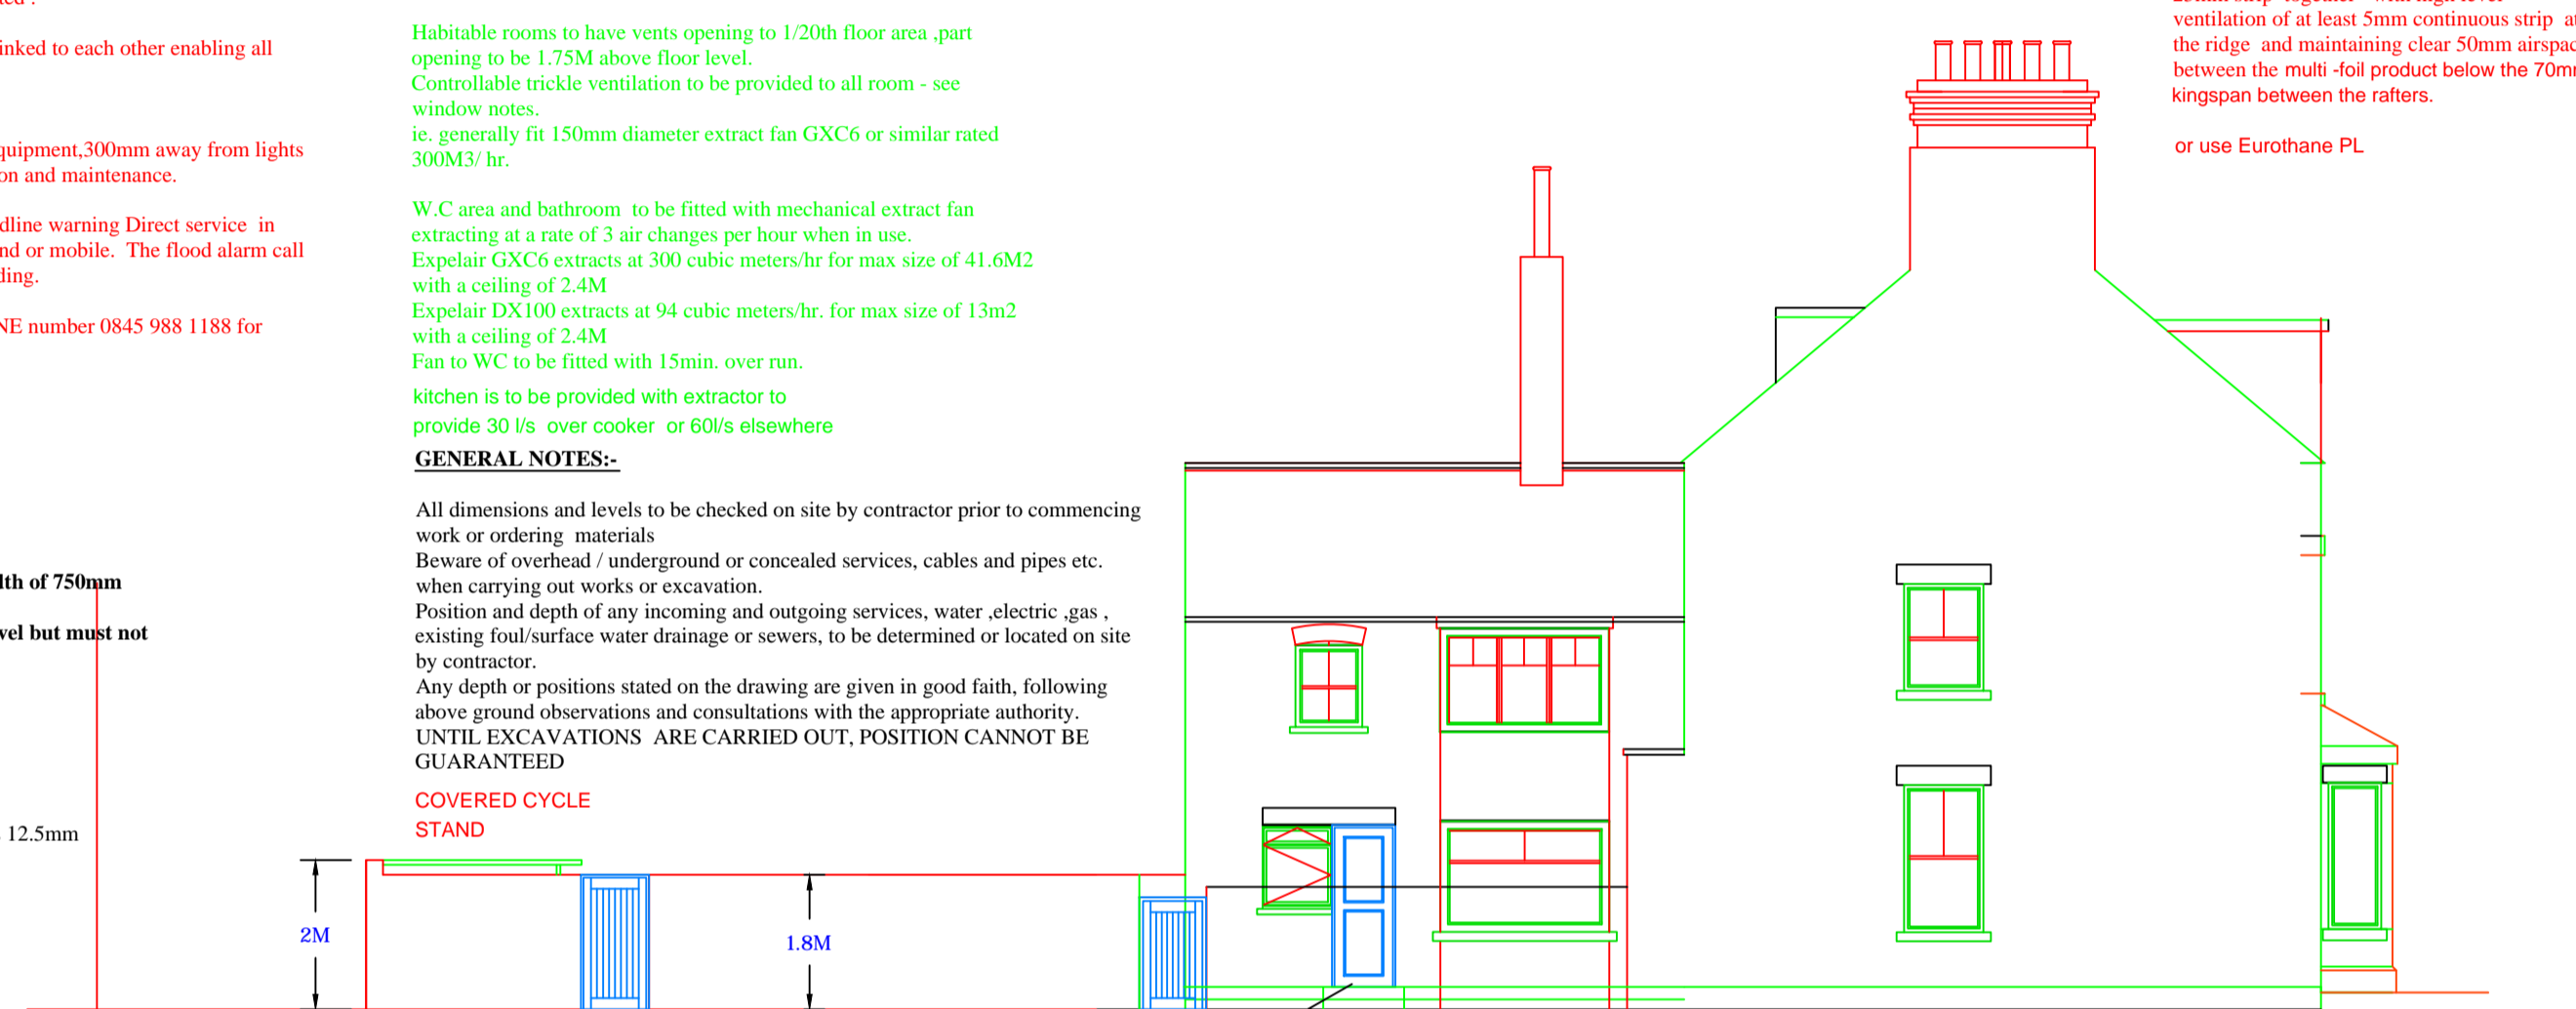 inked to each other enabling all
quipment,300mm away from lights
on and maintenance.
dline warning Direct service in
nd or mobile. The flood alarm call
ding.
NE number 0845 988 1188 for
lth of 750mm
vel but must not
12.5mm
Habitable rooms to have vents opening to 1/20th floor area ,part
opening to be 1.75M above floor level.
Controllable trickle ventilation to be provided to all room - see
window notes.
ie. generally fit 150mm diameter extract fan GXC6 or similar rated
300M3/ hr.
W.C area and bathroom to be fitted with mechanical extract fan
extracting at a rate of 3 air changes per hour when in use.
Expelair GXC6 extracts at 300 cubic meters/hr for max size of 41.6M2
with a ceiling of 2.4M
Expelair DX100 extracts at 94 cubic meters/hr. for max size of 13m2
with a ceiling of 2.4M
Fan to WC to be fitted with 15min. over run.
kitchen is to be provided with extractor to
provide 30 l/s over cooker or 60l/s elsewhere
GENERAL NOTES:-
All dimensions and levels to be checked on site by contractor prior to commencing
work or ordering materials
Beware of overhead / underground or concealed services, cables and pipes etc.
when carrying out works or excavation.
Position and depth of any incoming and outgoing services, water ,electric ,gas ,
existing foul/surface water drainage or sewers, to be determined or located on site
by contractor.
Any depth or positions stated on the drawing are given in good faith, following
above ground observations and consultations with the appropriate authority.
UNTIL EXCAVATIONS ARE CARRIED OUT, POSITION CANNOT BE
GUARANTEED
COVERED CYCLE
STAND
2M
1.8M
ventilation of at least 5mm continuous strip at
the ridge and maintaining clear 50mm airspac
between the multi -foil product below the 70mm
kingspan between the rafters.
or use Eurothane PL